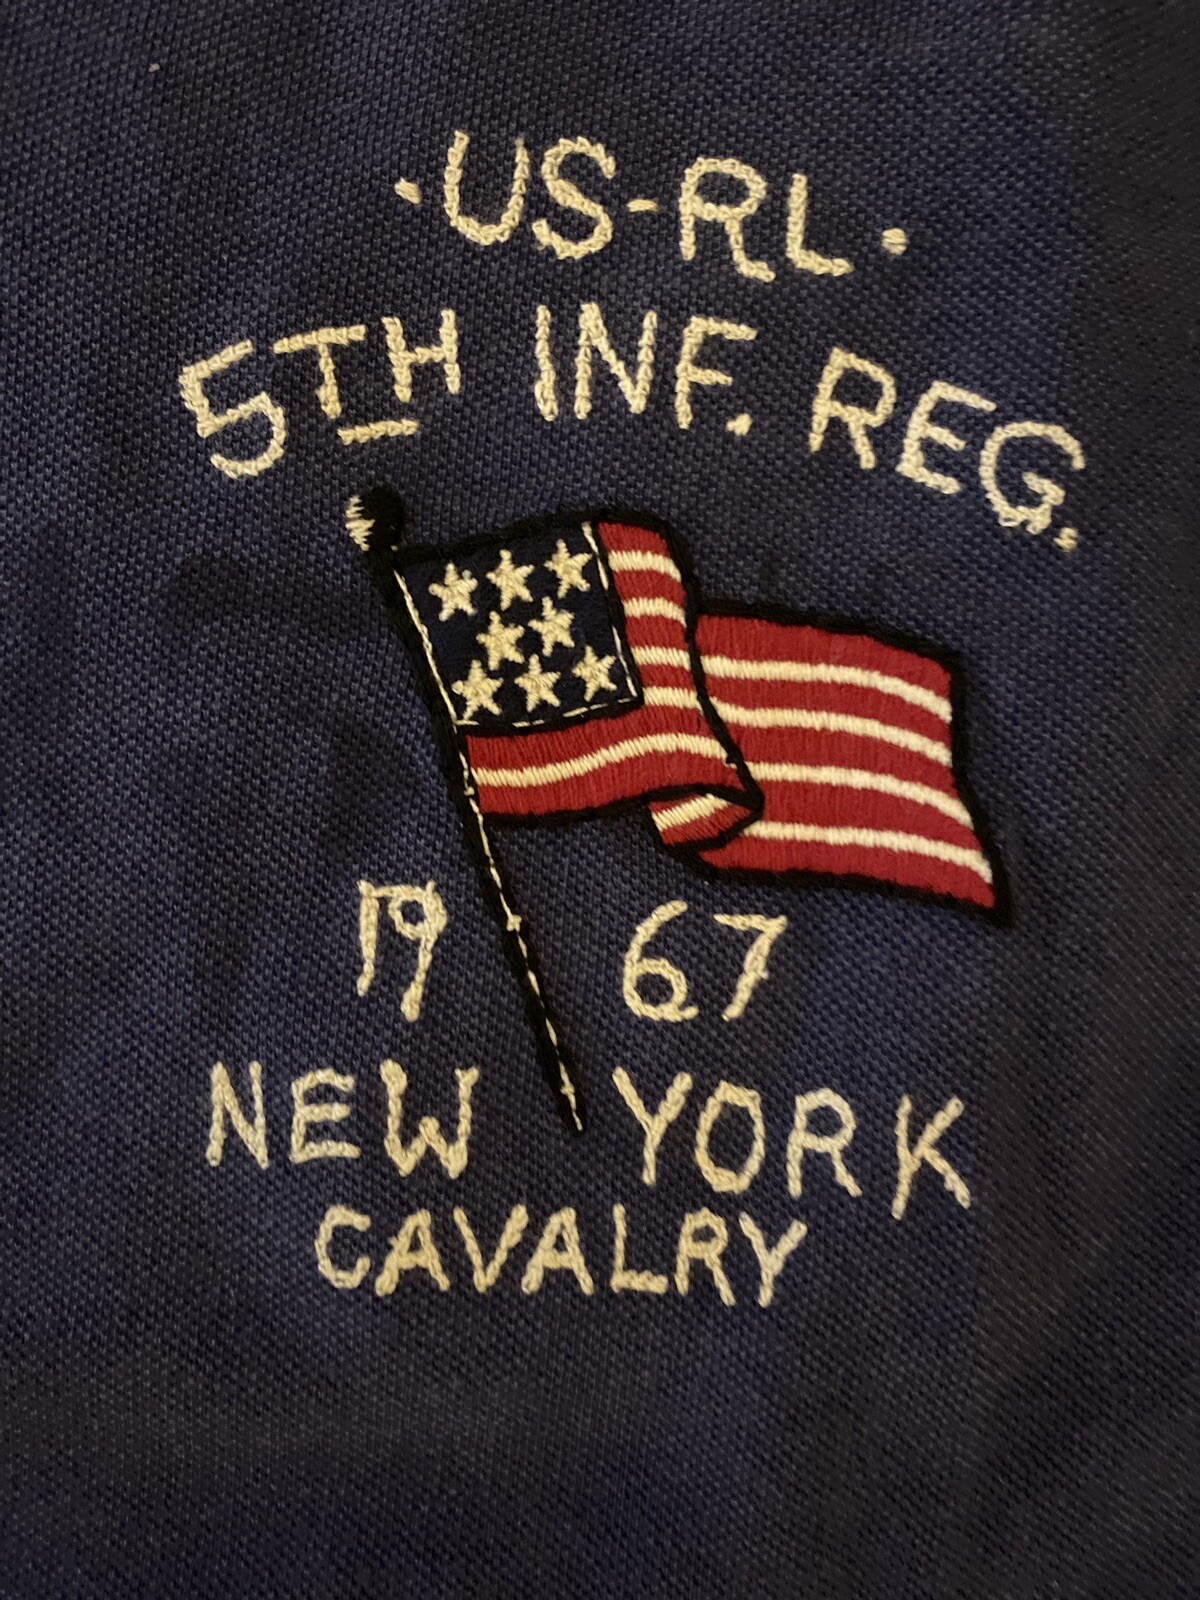 ·US-RL·
5TH INF. REG.
19 67
NEW YORK
CAVALRY